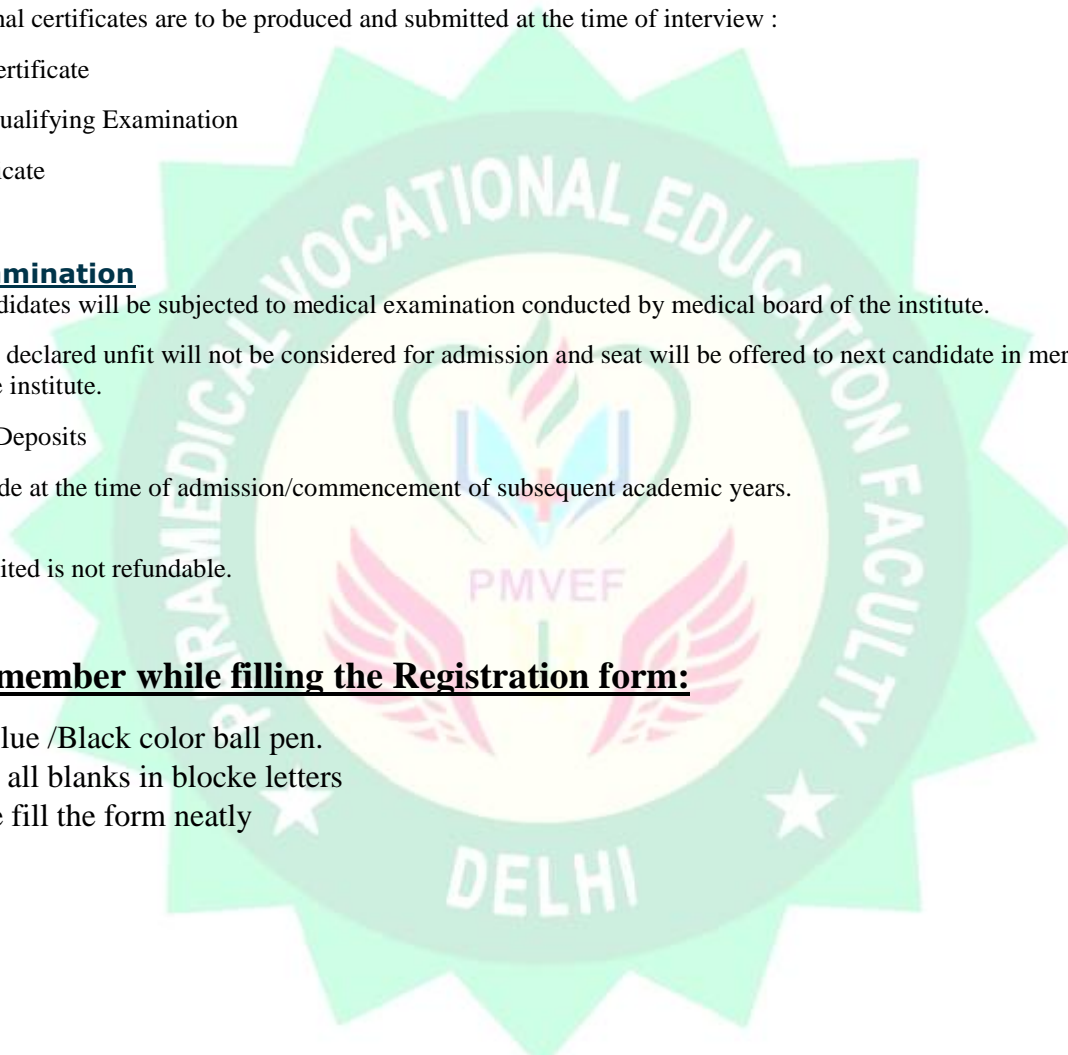 nal certificates are to be produced and submitted at the time of interview :
ertificate
ualifying Examination
icate
amination
didates will be subjected to medical examination conducted by medical board of the institute.
declared unfit will not be considered for admission and seat will be offered to next candidate in mer
e institute.
Deposits
de at the time of admission/commencement of subsequent academic years.
ited is not refundable.
member while filling the Registration form:
lue /Black color ball pen.
all blanks in blocke letters
e fill the form neatly
PARAMEDICAL VOCATIONAL EDUCATION FACULTY
PMVEF
DELHI